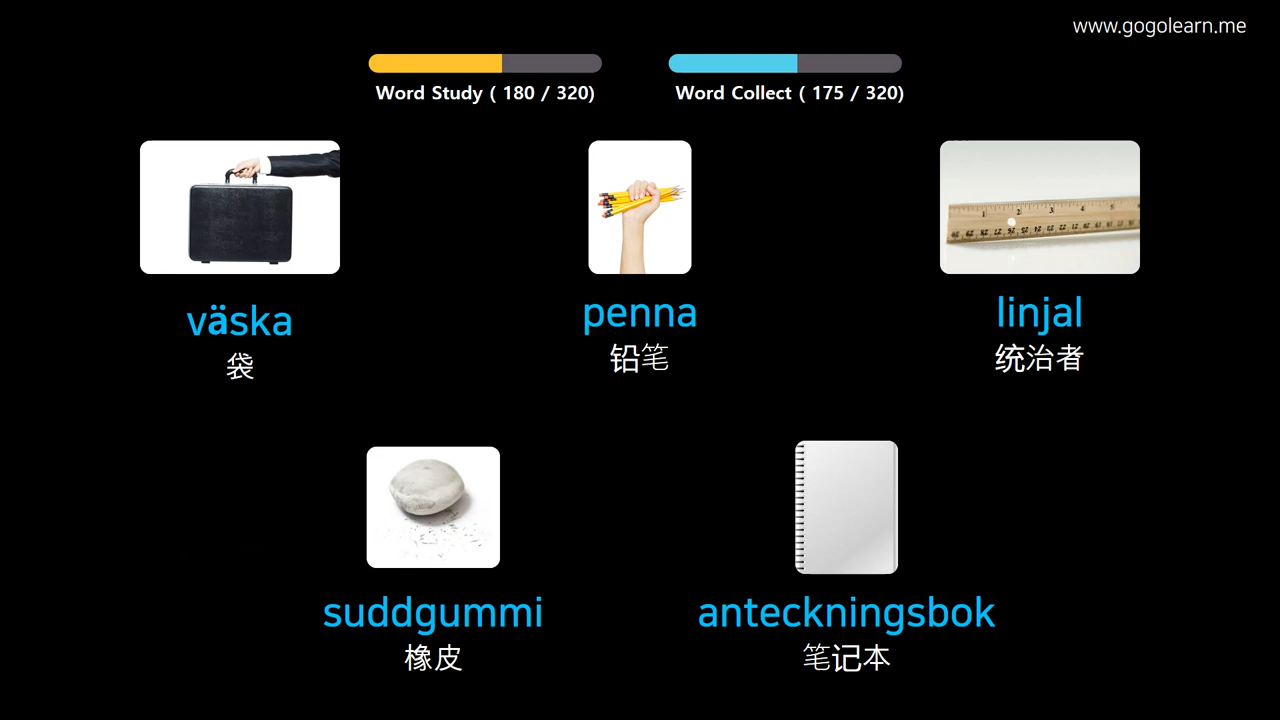 www.gogolearn.me
Word Study ( 180 / 320)
Word Collect ( 175 / 320)
väska
袋
penna
铅笔
linjal
统治者
suddgummi
橡皮
anteckningsbok
笔记本